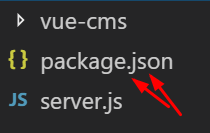 vue-cms
{} package.json
JS server.js